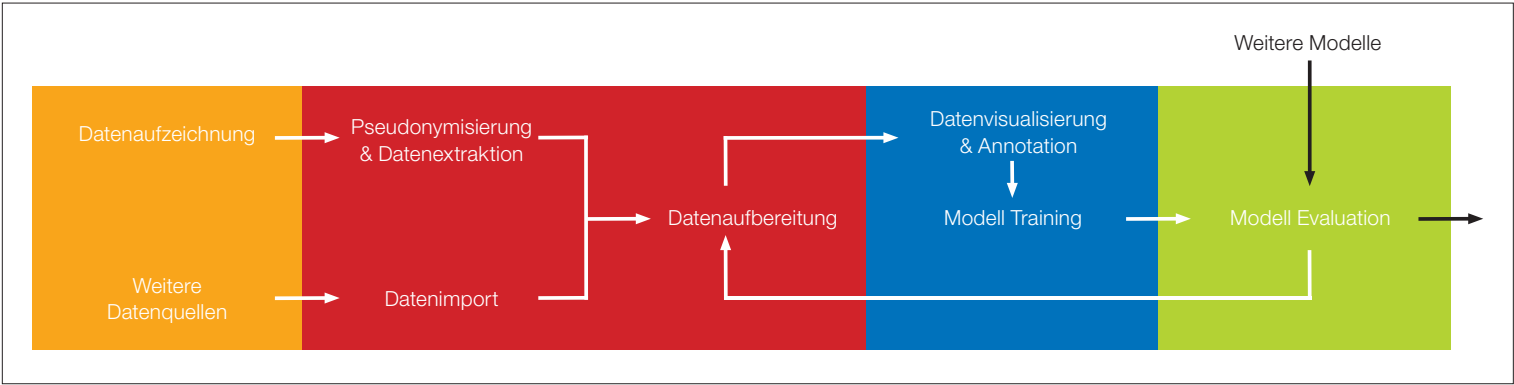 Weitere Modelle
Datenaufzeichnung
Pseudonymisierung
& Datenextraktion
Datenvisualisierung
& Annotation
Datenaufbereitung
Modell Training
Modell Evaluation
Weitere
Datenquellen
Datenimport